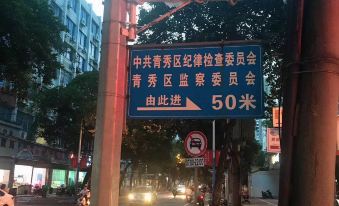 中共青秀区纪律检查委员会
青秀区监察委员会
由此进 50米